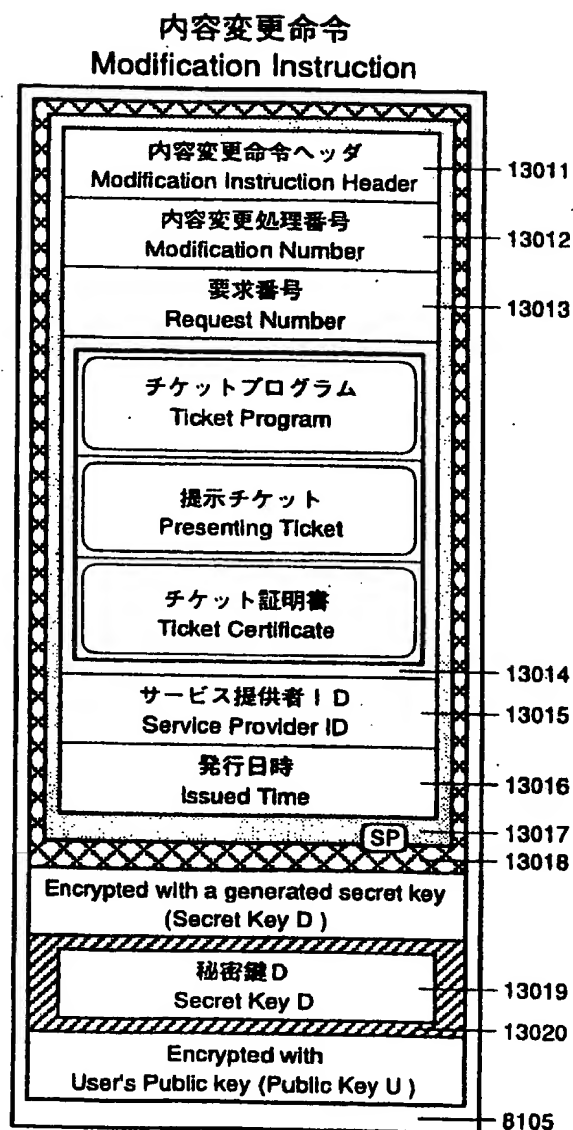 内容変更命令
Modification Instruction
内容変更命令ヘッダ
Modification Instruction Header
13011
内容変更処理番号
Modification Number
13012
要求番号
Request Number
13013
チケットプログラム
Ticket Program
提示チケット
Presenting Ticket
チケット証明書
Ticket Certificate
13014
サービス提供者ID
Service Provider ID
13015
発行日時
Issued Time
13016
SP
13017
13018
Encrypted with a generated secret key
(Secret Key D )
秘密鍵D
Secret Key D
13019
13020
Encrypted with
User's Public key (Public Key U )
8105